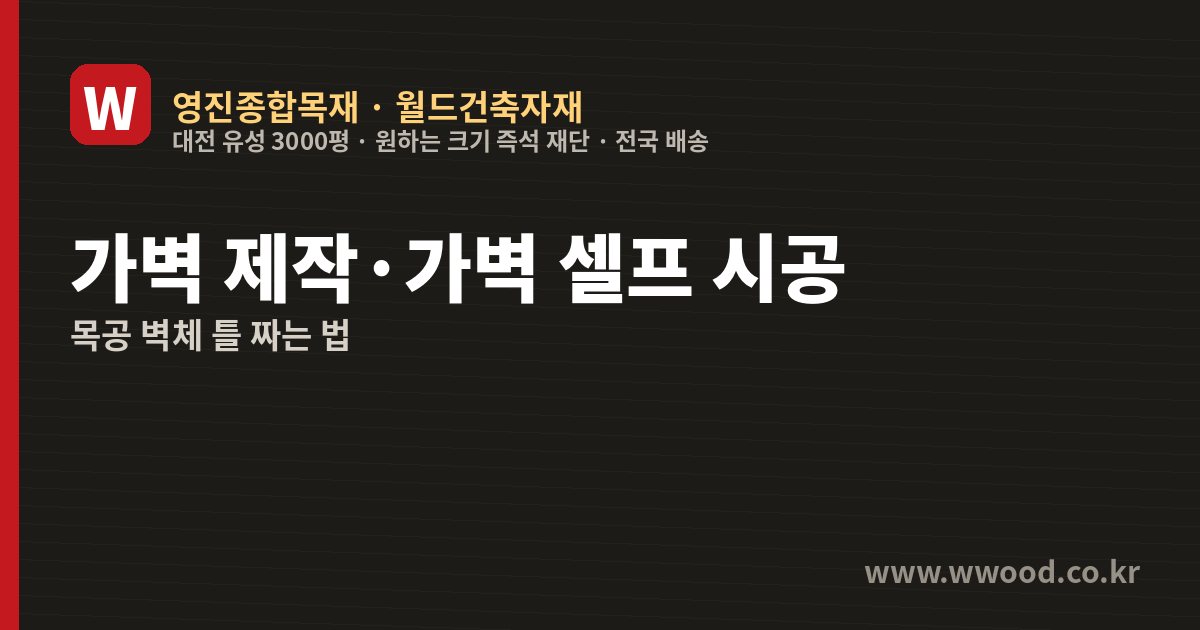 W
영진종합목재 · 월드건축자재
대전 유성 3000평 · 원하는 크기 즉석 재단 · 전국 배송
가벽 제작·가벽 셀프 시공
목공 벽체 틀 짜는 법
www.wwood.co.kr